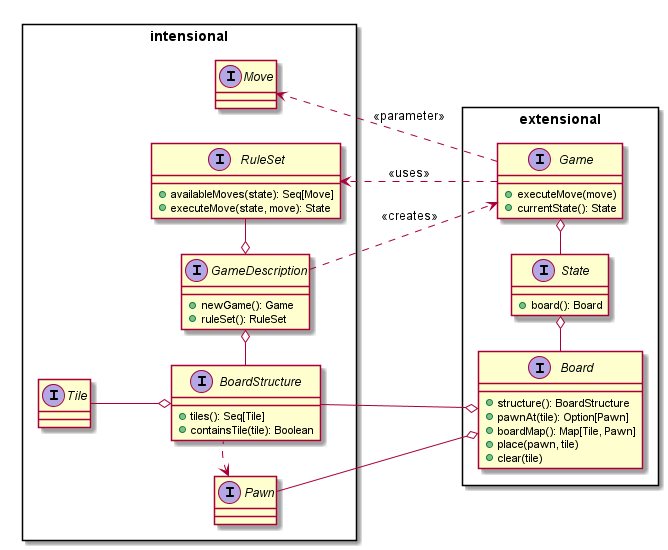 intensional
I Move
«parameter»
extensional
I RuleSet
availableMoves(state): Seq[Move]
executeMove(state, move): State
«uses»
I Game
executeMove(move)
currentState(): State
«creates»
I GameDescription
newGame(): Game
ruleSet(): RuleSet
I State
board(): Board
I Tile
I BoardStructure
tiles(): Seq[Tile]
containsTile(tile): Boolean
I Board
structure(): BoardStructure
pawnAt(tile): Option[Pawn]
boardMap(): Map[Tile, Pawn]
place(pawn, tile)
clear(tile)
I Pawn